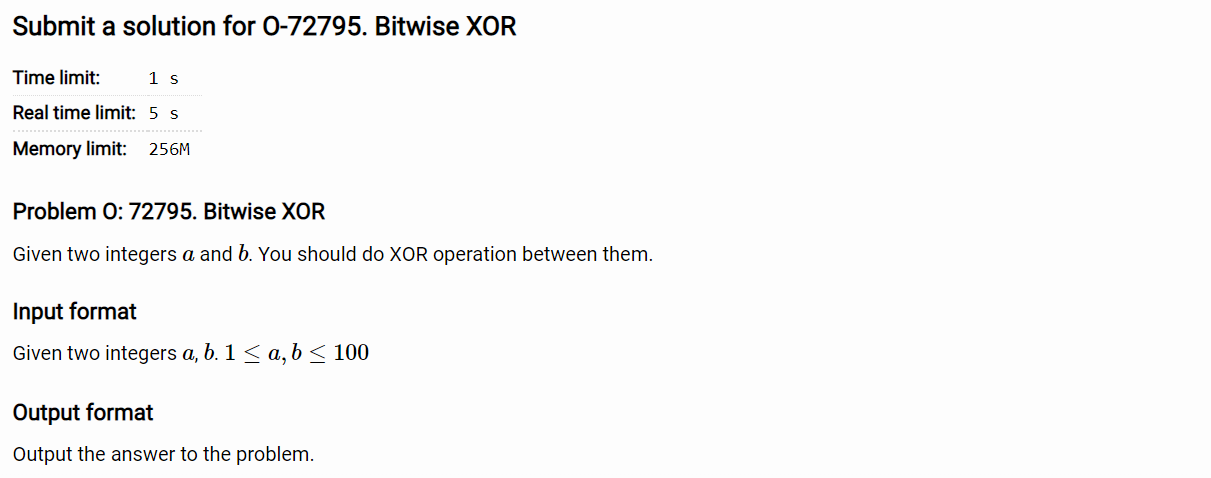 Submit a solution for O-72795. Bitwise XOR
Time limit: 1 s
Real time limit: 5 s
Memory limit: 256M
Problem O: 72795. Bitwise XOR
Given two integers a and b. You should do XOR operation between them.
Input format
Given two integers a, b. 1 ≤ a, b ≤ 100
Output format
Output the answer to the problem.